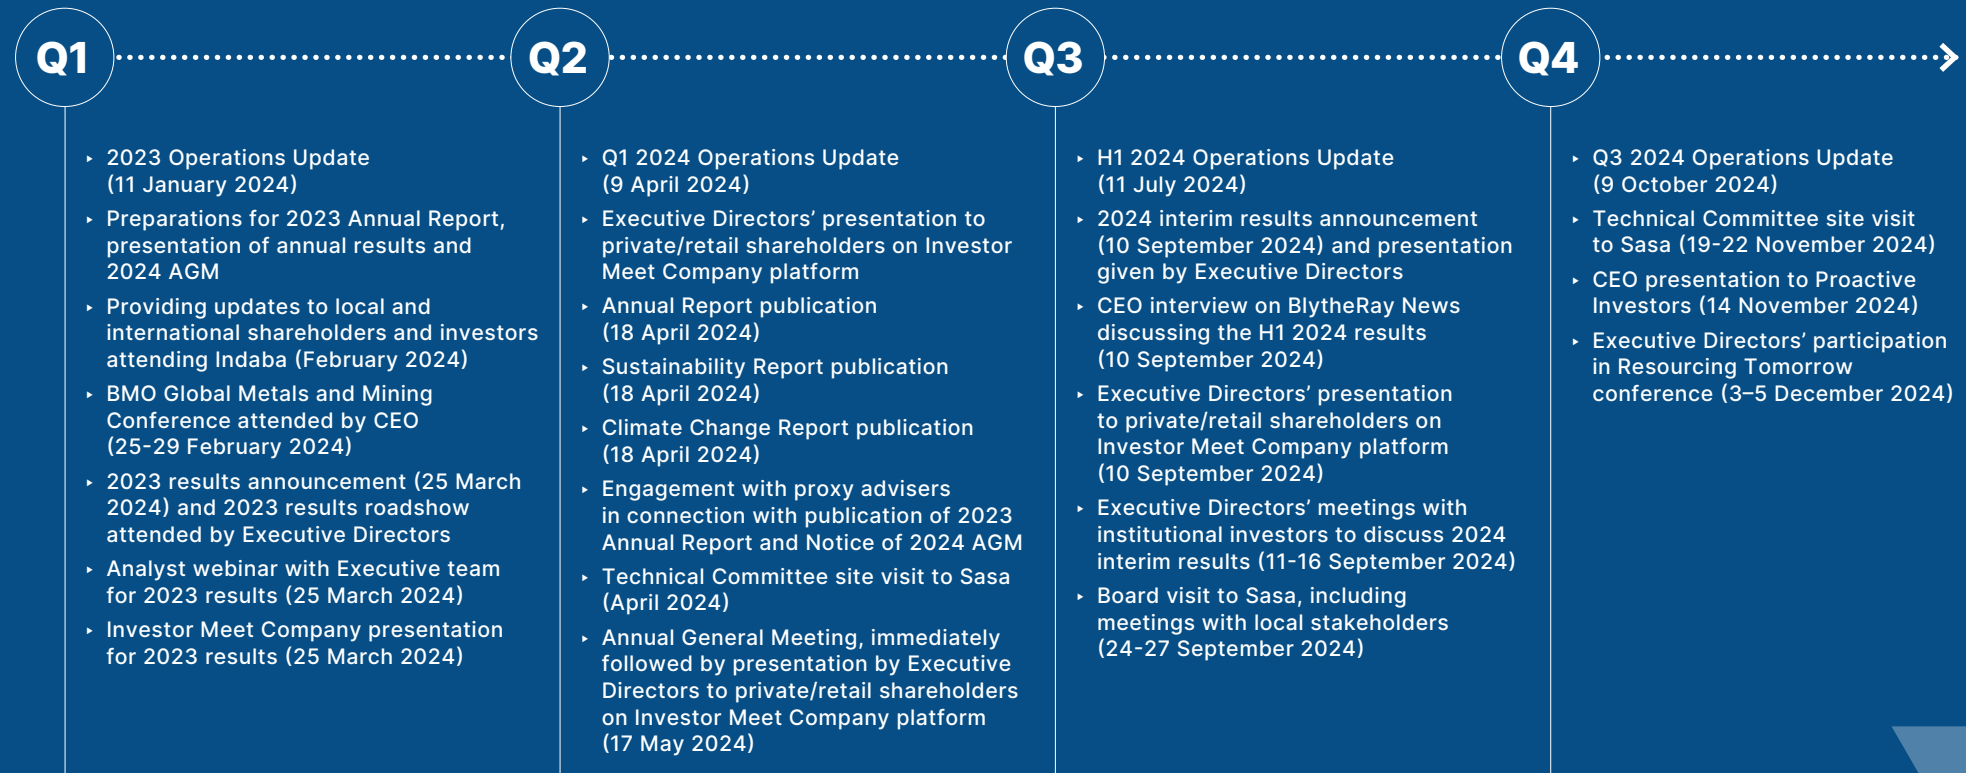 Q1
2023 Operations Update
(11 January 2024)
Preparations for 2023 Annual Report,
presentation of annual results and
2024 AGM
Providing updates to local and
international shareholders and investors
attending Indaba (February 2024)
BMO Global Metals and Mining
Conference attended by CEO
(25-29 February 2024)
2023 results announcement (25 March
2024) and 2023 results roadshow
attended by Executive Directors
Analyst webinar with Executive team
for 2023 results (25 March 2024)
Investor Meet Company presentation
for 2023 results (25 March 2024)
Q2
Q1 2024 Operations Update
(9 April 2024)
Executive Directors’ presentation to
private/retail shareholders on Investor
Meet Company platform
Annual Report publication
(18 April 2024)
Sustainability Report publication
(18 April 2024)
Climate Change Report publication
(18 April 2024)
Engagement with proxy advisers
in connection with publication of 2023
Annual Report and Notice of 2024 AGM
Technical Committee site visit to Sasa
(April 2024)
Annual General Meeting, immediately
followed by presentation by Executive
Directors to private/retail shareholders
on Investor Meet Company platform
(17 May 2024)
Q3
H1 2024 Operations Update
(11 July 2024)
2024 interim results announcement
(10 September 2024) and presentation
given by Executive Directors
CEO interview on BlytheRay News
discussing the H1 2024 results
(10 September 2024)
Executive Directors’ presentation
to private/retail shareholders on
Investor Meet Company platform
(10 September 2024)
Executive Directors’ meetings with
institutional investors to discuss 2024
interim results (11-16 September 2024)
Board visit to Sasa, including
meetings with local stakeholders
(24-27 September 2024)
Q4
Q3 2024 Operations Update
(9 October 2024)
Technical Committee site visit
to Sasa (19-22 November 2024)
CEO presentation to Proactive
Investors (14 November 2024)
Executive Directors’ participation
in Resourcing Tomorrow
conference (3–5 December 2024)